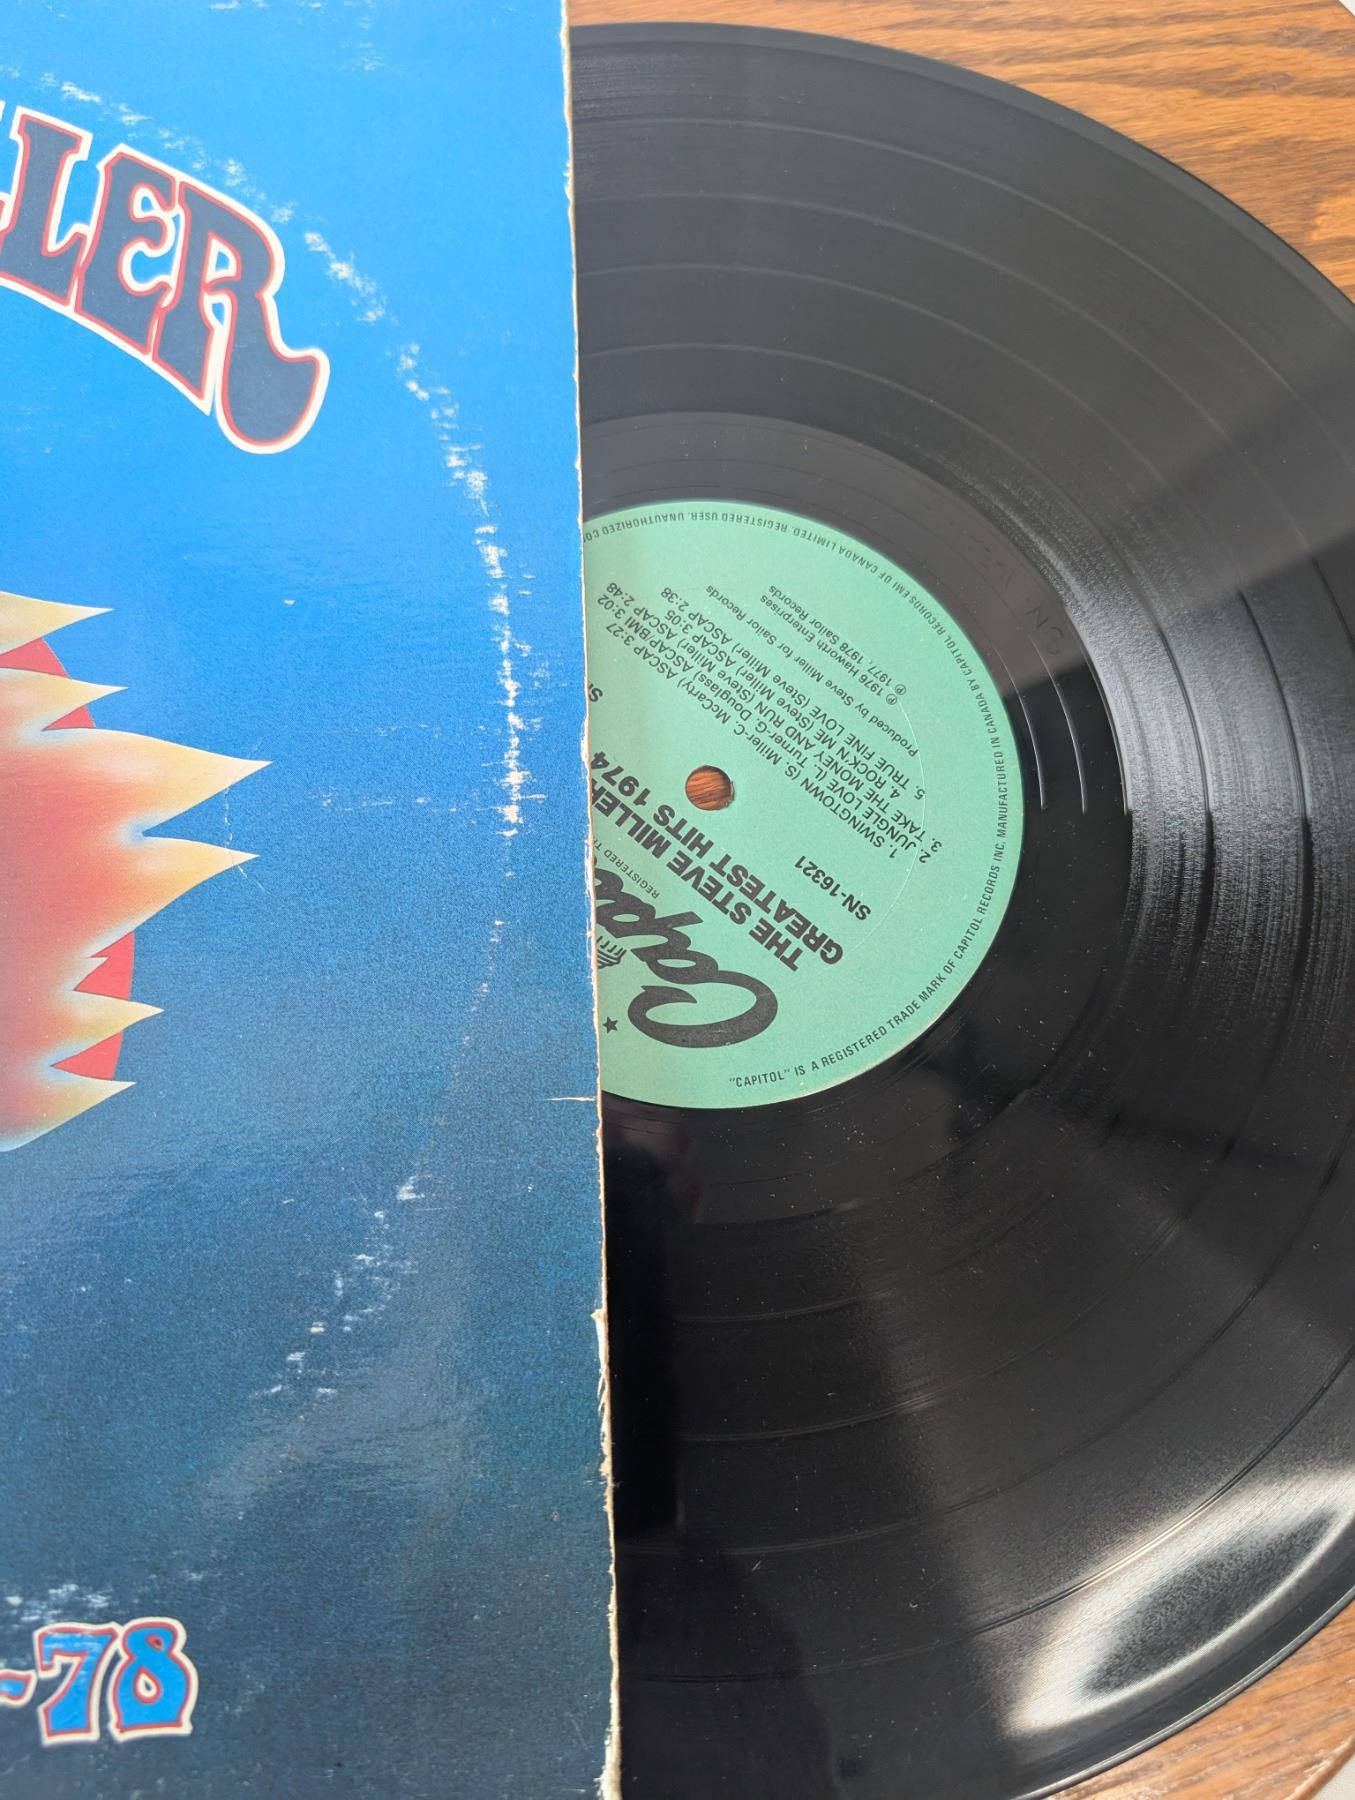 LLER
-78
Cap
REGISTERED T
THE STEVE MILLER
GREATEST HITS 1974
SN-16321
1. SWINGTOWN (S. Miller-C. McCarty) ASCAP 3:27
2. JUNGLE LOVE (L. Turner-G. Douglass) ASCAP/BMI 3:02
3. TAKE THE MONEY AND RUN (Steve Miller) ASCAP 2:48
4. ROCK'N ME (Steve Miller) ASCAP 3:05
5. TRUE FINE LOVE (Steve Miller) ASCAP 2:38
Produced by Steve Miller for Sailor Records
℗ 1976 Haworth Enterprises
℗ 1977, 1978 Sailor Records
"CAPITOL" IS A REGISTERED TRADE MARK OF CAPITOL RECORDS INC. MANUFACTURED IN CANADA BY CAPITOL RECORDS EMI OF CANADA LIMITED. REGISTERED USER. UNAUTHORIZED CO